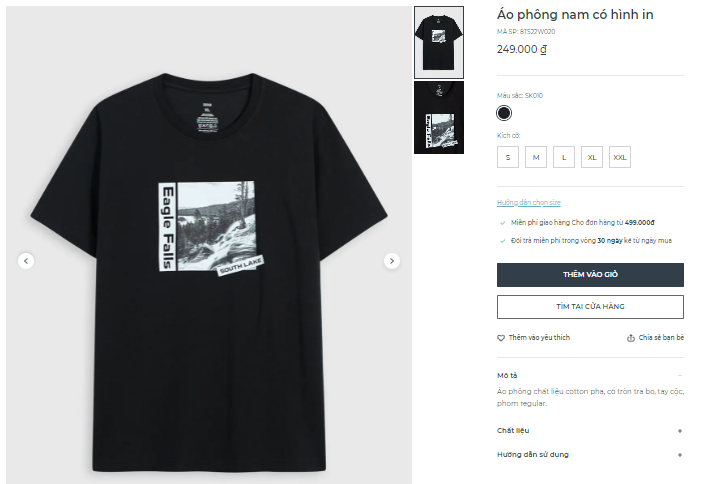 Áo phông nam có hình in
MÃ SP: 8TS22W020
249.000 ₫
Màu sắc: SK010
Kích cỡ:
S M L XL XXL
Hướng dẫn chọn size
Miễn phí giao hàng Cho đơn hàng từ 499.000đ
Đổi trả miễn phí trong vòng 30 ngày kể từ ngày mua
THÊM VÀO GIỎ
TÌM TẠI CỬA HÀNG
Thêm vào yêu thích
Chia sẻ bạn bè
Mô tả
Áo phông chất liệu cotton pha, cổ tròn tra bo, tay cộc,
phom regular.
Chất liệu
Hướng dẫn sử dụng
Eagle Falls
SOUTH LAKE